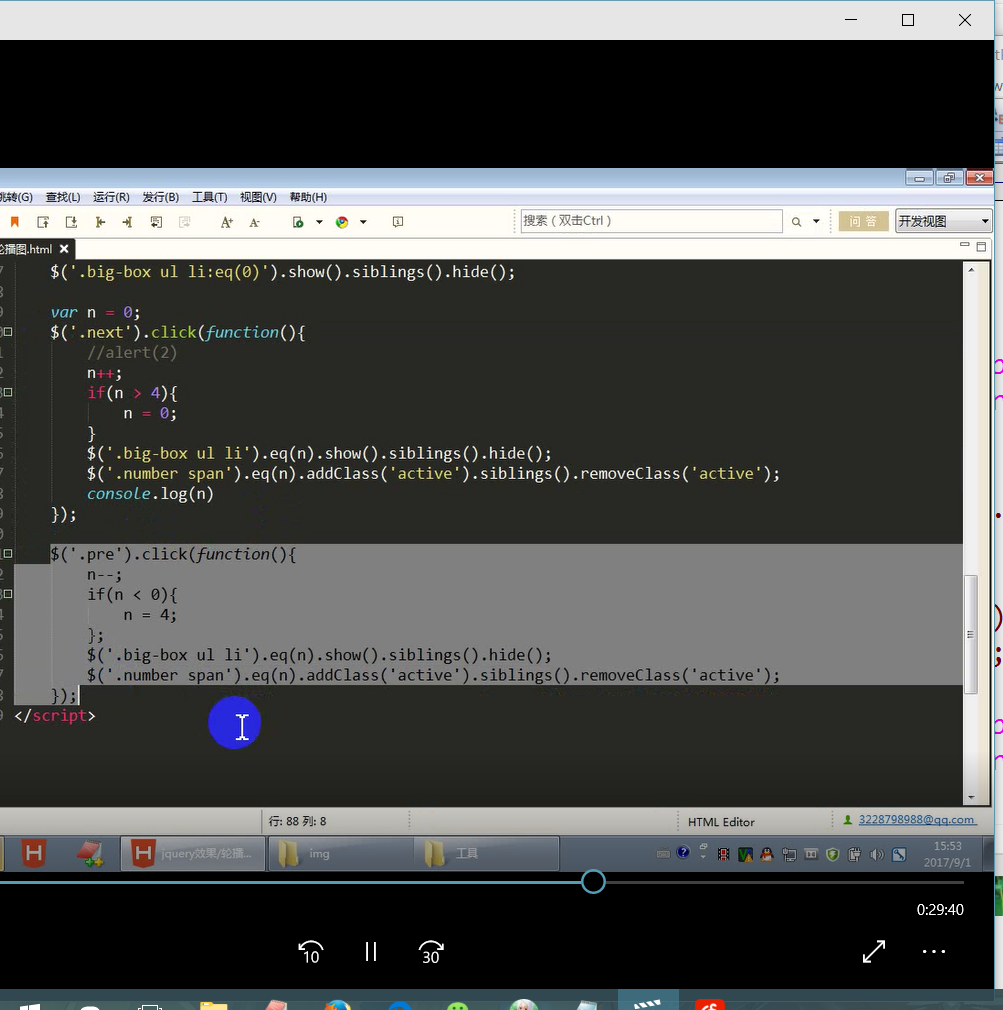 跳转(G) 查找(L) 运行(R) 发行(B) 工具(T) 视图(V) 帮助(H)
A+ A- 搜索（双击Ctrl） 问 答 开发视图
轮播图.html
$('.big-box ul li:eq(0)').show().siblings().hide();
var n = 0;
$('.next').click(function(){
//alert(2)
n++;
if(n > 4){
n = 0;
}
$('.big-box ul li').eq(n).show().siblings().hide();
$('.number span').eq(n).addClass('active').siblings().removeClass('active');
console.log(n)
});
$('.pre').click(function(){
n--;
if(n < 0){
n = 4;
};
$('.big-box ul li').eq(n).show().siblings().hide();
$('.number span').eq(n).addClass('active').siblings().removeClass('active');
});
</script>
行: 88 列: 8 HTML Editor 3228798988@qq.com
H H jquery效果/轮播... img 工具 15:53
2017/9/1
0:29:40
10 30